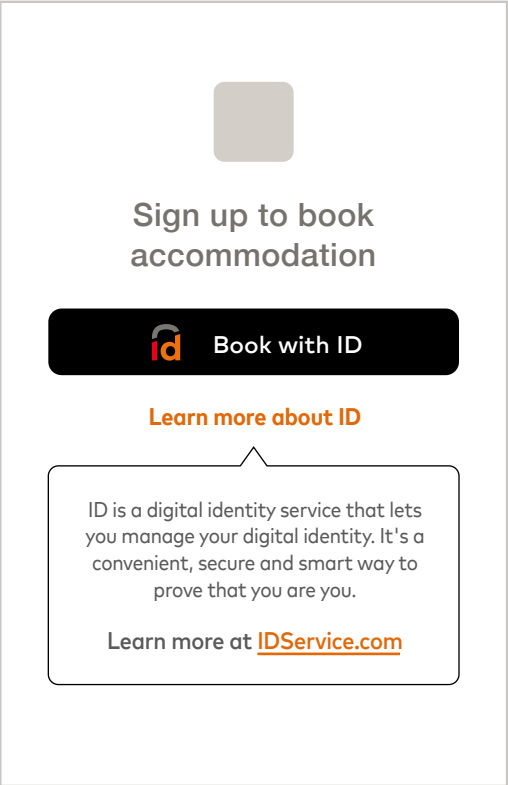 Sign up to book
accommodation
id Book with ID
Learn more about ID
ID is a digital identity service that lets
you manage your digital identity. It's a
convenient, secure and smart way to
prove that you are you.
Learn more at IDService.com